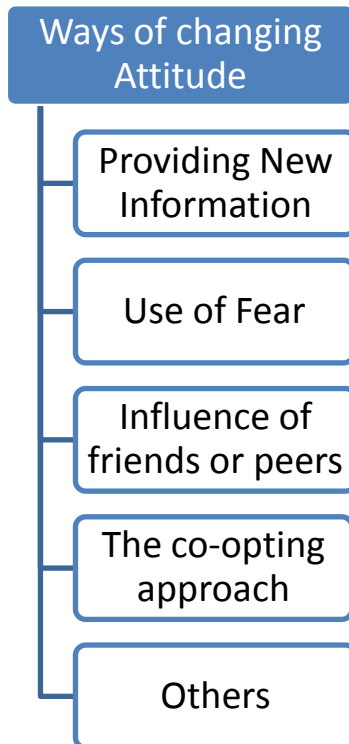 Ways of changing
Attitude
Providing New
Information
Use of Fear
Influence of
friends or peers
The co-opting
approach
Others